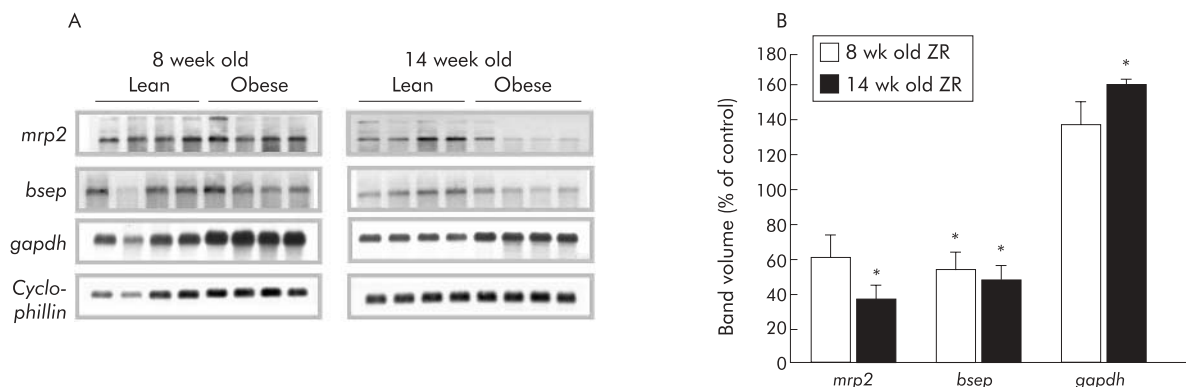 A
8 week old
Lean Obese
14 week old
Lean Obese
mrp2
bsep
gapdh
Cyclo-
phillin
B
Band volume (% of control)
180
160
140
120
100
180
60
40
20
0
8 wk old ZR
14 wk old ZR
*
*
*
*
mrp2 bsep gapdh